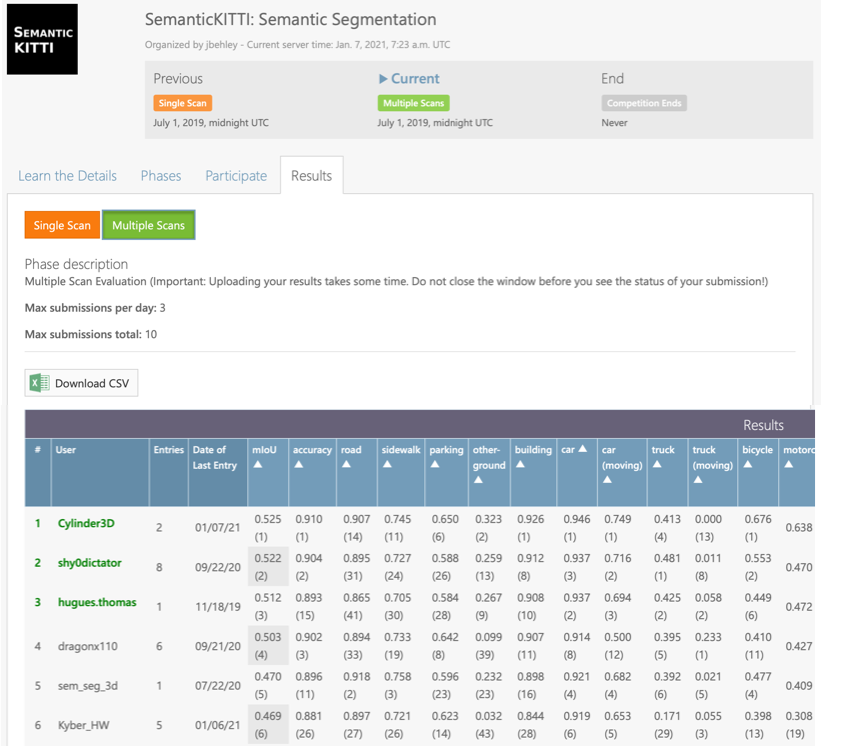 SEMANTIC
KITTI
SemanticKITTI: Semantic Segmentation
Organized by jbehley - Current server time: Jan. 7, 2021, 7:23 a.m. UTC
Previous
Single Scan
July 1, 2019, midnight UTC
Current
Multiple Scans
July 1, 2019, midnight UTC
End
Competition Ends
Never
Learn the Details Phases Participate Results
Single Scan Multiple Scans
Phase description
Multiple Scan Evaluation (Important: Uploading your results takes some time. Do not close the window before you see the status of your submission!)
Max submissions per day: 3
Max submissions total: 10
Download CSV
Results
# User Entries Date of Last Entry mIoU accuracy road sidewalk parking other-ground building car car (moving) truck truck (moving) bicycle motorc
1 Cylinder3D 2 01/07/21 0.525 (1) 0.910 (1) 0.907 (14) 0.745 (11) 0.650 (6) 0.323 (2) 0.926 (1) 0.946 (1) 0.749 (1) 0.413 (4) 0.000 (13) 0.676 (1) 0.638
2 shy0dictator 8 09/22/20 0.522 (2) 0.904 (2) 0.895 (31) 0.727 (24) 0.588 (26) 0.259 (13) 0.912 (8) 0.937 (3) 0.716 (2) 0.481 (1) 0.011 (8) 0.553 (2) 0.470
3 hugues.thomas 1 11/18/19 0.512 (3) 0.893 (15) 0.865 (41) 0.705 (30) 0.584 (28) 0.267 (9) 0.908 (10) 0.937 (2) 0.694 (3) 0.425 (2) 0.058 (2) 0.449 (6) 0.472
4 dragonx110 6 09/21/20 0.503 (4) 0.902 (3) 0.894 (33) 0.733 (19) 0.642 (8) 0.099 (39) 0.907 (11) 0.914 (8) 0.500 (12) 0.395 (5) 0.233 (1) 0.410 (11) 0.427
5 sem_seg_3d 1 07/22/20 0.470 (5) 0.896 (11) 0.918 (2) 0.758 (3) 0.596 (23) 0.232 (23) 0.898 (16) 0.921 (4) 0.682 (4) 0.392 (6) 0.021 (5) 0.477 (4) 0.409
6 Kyber_HW 5 01/06/21 0.469 (6) 0.881 (26) 0.897 (27) 0.721 (26) 0.623 (14) 0.032 (43) 0.844 (28) 0.919 (6) 0.653 (5) 0.171 (29) 0.055 (3) 0.398 (13) 0.308 (19)